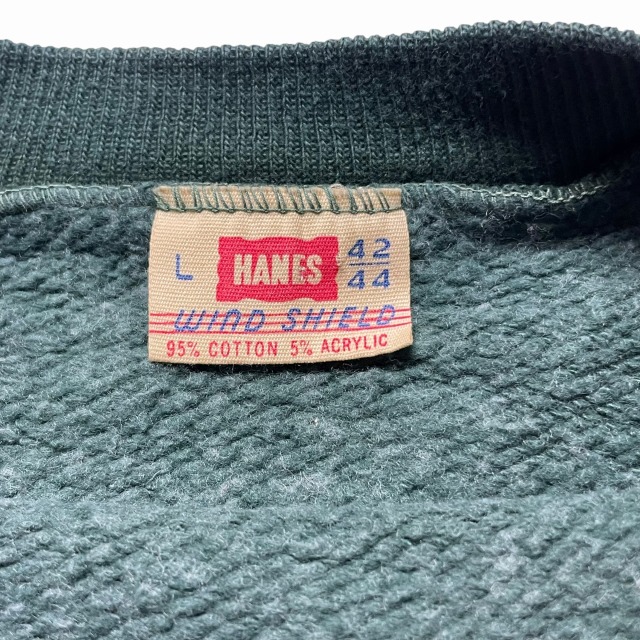 L HANES 42/44
WIND SHIELD
95% COTTON 5% ACRYLIC